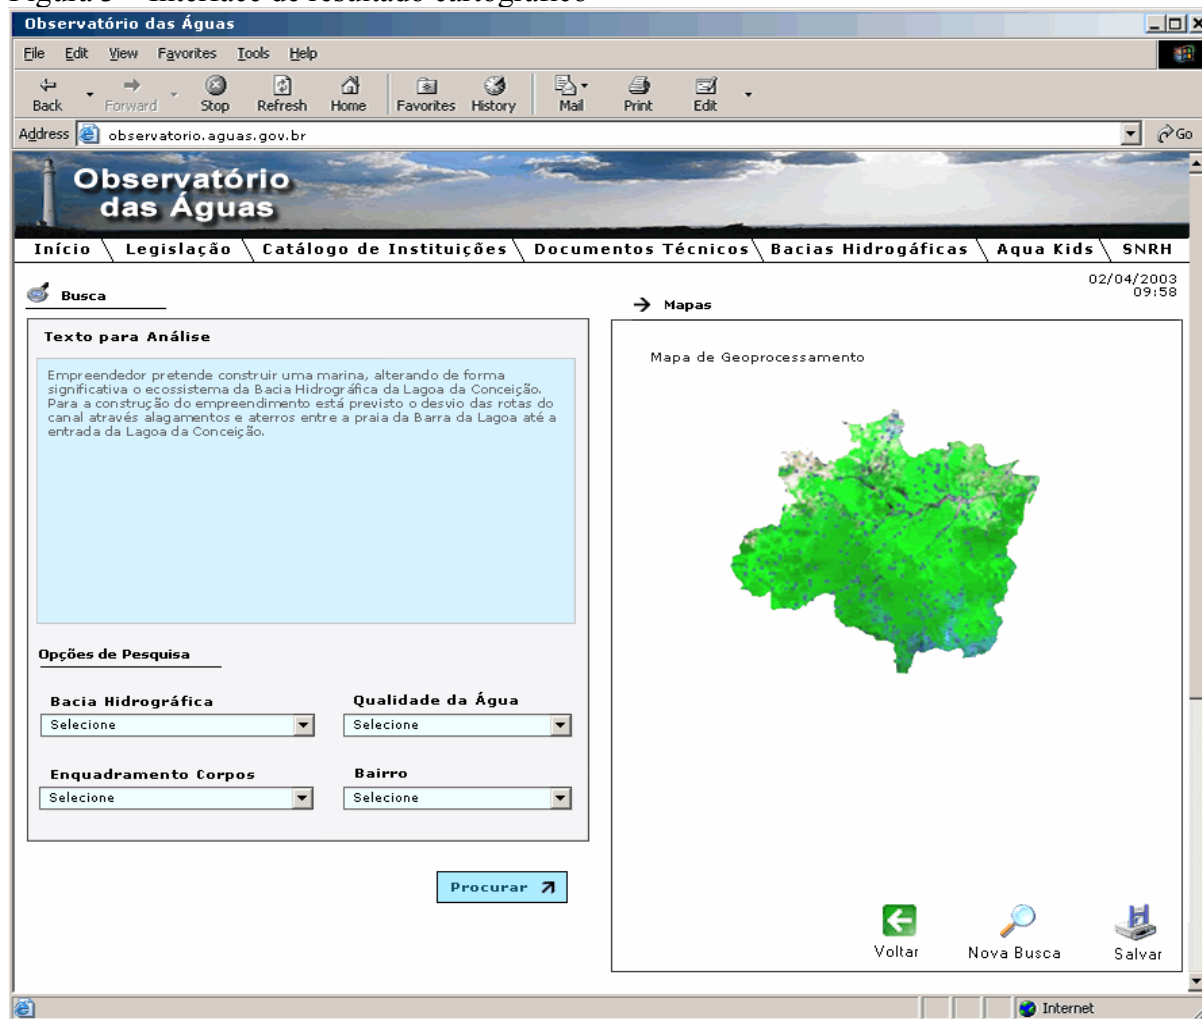 Figura 3 – Interface de resultado cartográfico
Observatório das Águas
File Edit View Favorites Tools Help
Back Forward Stop Refresh Home Favorites History Mail Print Edit
Address observatorio.aguas.gov.br Go
Observatório
das Águas
Início \ Legislação \ Catálogo de Instituições \ Documentos Técnicos \ Bacias Hidrogáficas \ Aqua Kids \ SNRH
02/04/2003
09:58
Busca
Mapas
Texto para Análise
Empreendedor pretende construir uma marina, alterando de forma
significativa o ecossistema da Bacia Hidrográfica da Lagoa da Conceição.
Para a construção do empreendimento está previsto o desvio das rotas do
canal através alagamentos e aterros entre a praia da Barra da Lagoa até a
entrada da Lagoa da Conceição.
Mapa de Geoprocessamento
Opções de Pesquisa
Bacia Hidrográfica Qualidade da Água
Selecione Selecione
Enquadramento Corpos Bairro
Selecione Selecione
Procurar
Voltar Nova Busca Salvar
Internet